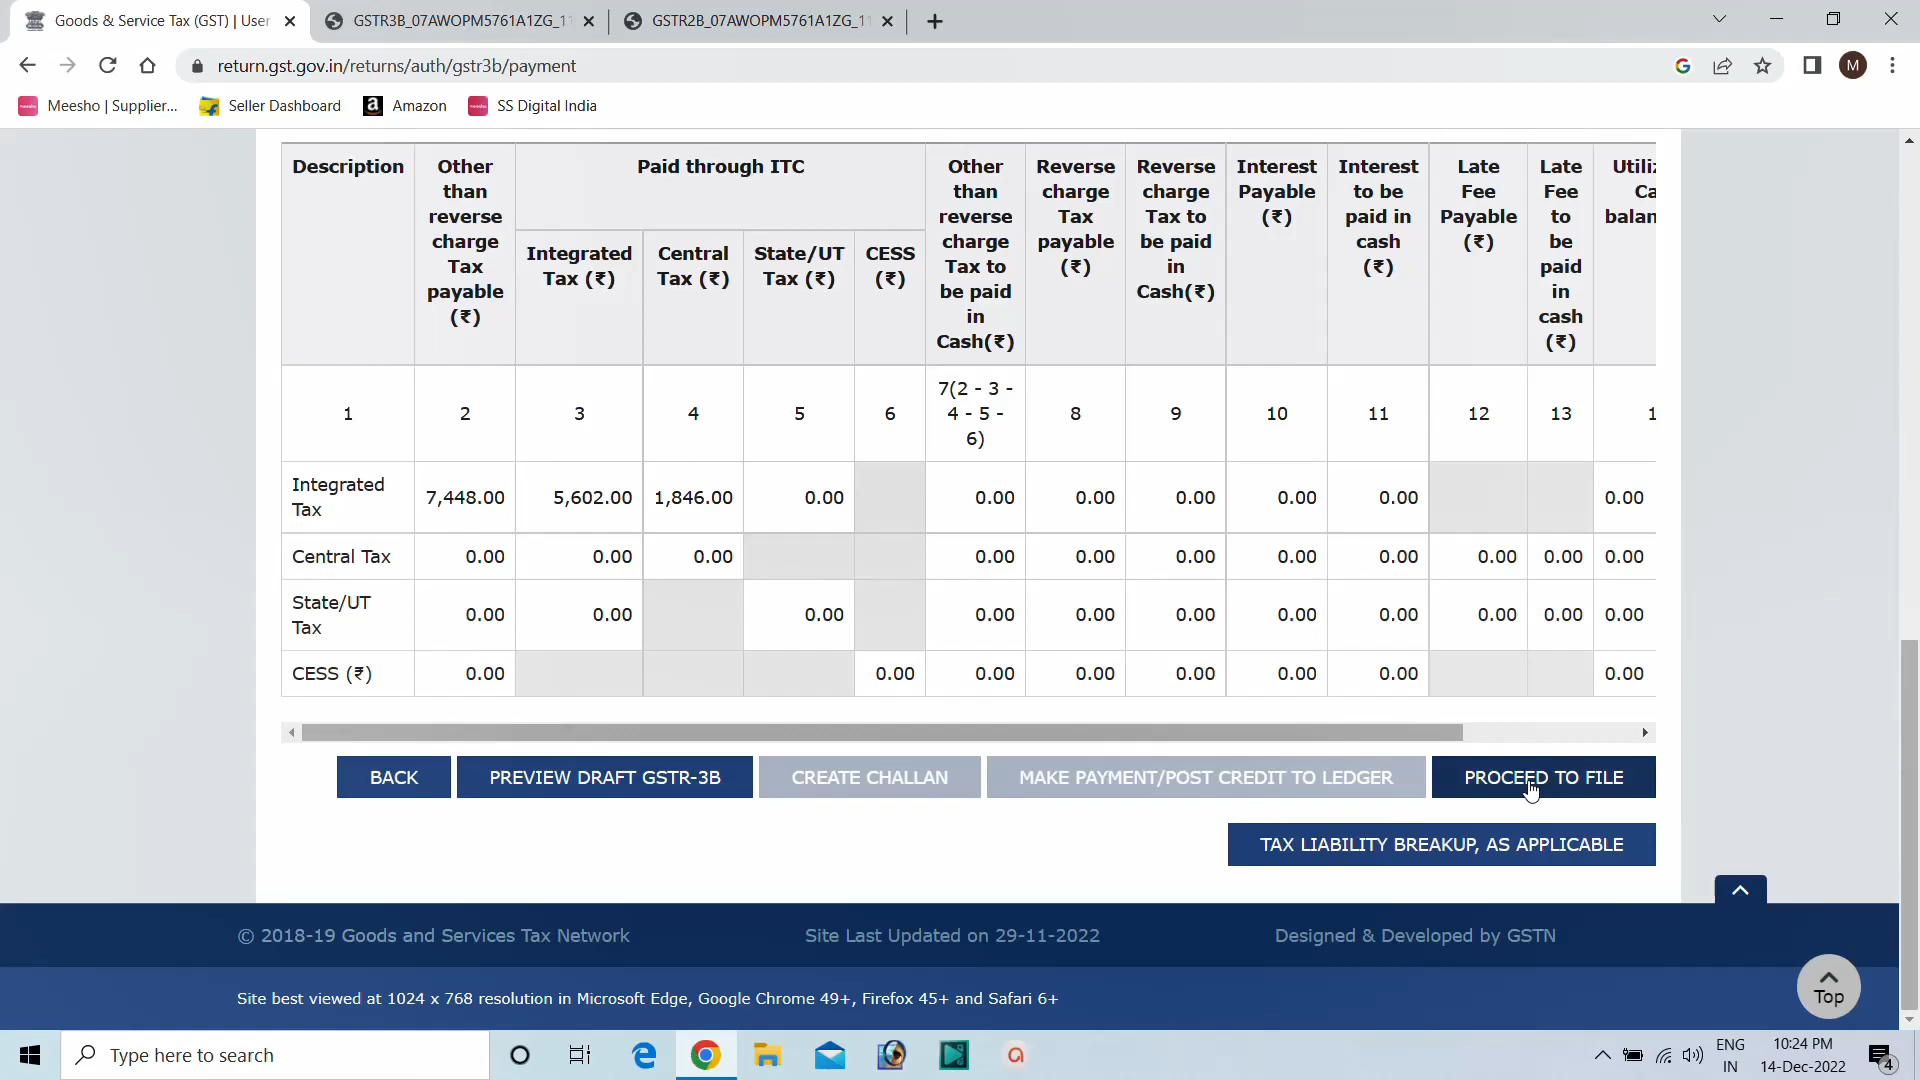 Goods & Service Tax (GST) | User
GSTR3B_07AWOPM5761A1ZG_1
GSTR2B_07AWOPM5761A1ZG_1
return.gst.gov.in/returns/auth/gstr3b/payment
M
Meesho | Supplier...
Seller Dashboard
Amazon
SS Digital India
Description
Other than reverse charge Tax payable (₹)
Paid through ITC
Integrated Tax (₹)
Central Tax (₹)
State/UT Tax (₹)
CESS (₹)
Other than reverse charge Tax to be paid in Cash(₹)
Reverse charge Tax payable (₹)
Reverse charge Tax to be paid in Cash(₹)
Interest Payable (₹)
Interest to be paid in cash (₹)
Late Fee Payable (₹)
Late Fee to be paid in cash (₹)
1 2 3 4 5 6 7(2 - 3 - 4 - 5 - 6) 8 9 10 11 12 13
Integrated Tax 7,448.00 5,602.00 1,846.00 0.00 0.00 0.00 0.00 0.00 0.00 0.00
Central Tax 0.00 0.00 0.00 0.00 0.00 0.00 0.00 0.00 0.00 0.00 0.00
State/UT Tax 0.00 0.00 0.00 0.00 0.00 0.00 0.00 0.00 0.00 0.00 0.00
CESS (₹) 0.00 0.00 0.00 0.00 0.00 0.00 0.00 0.00
BACK
PREVIEW DRAFT GSTR-3B
CREATE CHALLAN
MAKE PAYMENT/POST CREDIT TO LEDGER
PROCEED TO FILE
TAX LIABILITY BREAKUP, AS APPLICABLE
© 2018-19 Goods and Services Tax Network
Site Last Updated on 29-11-2022
Designed & Developed by GSTN
Site best viewed at 1024 x 768 resolution in Microsoft Edge, Google Chrome 49+, Firefox 45+ and Safari 6+
Top
Type here to search
ENG
IN
10:24 PM
14-Dec-2022
4